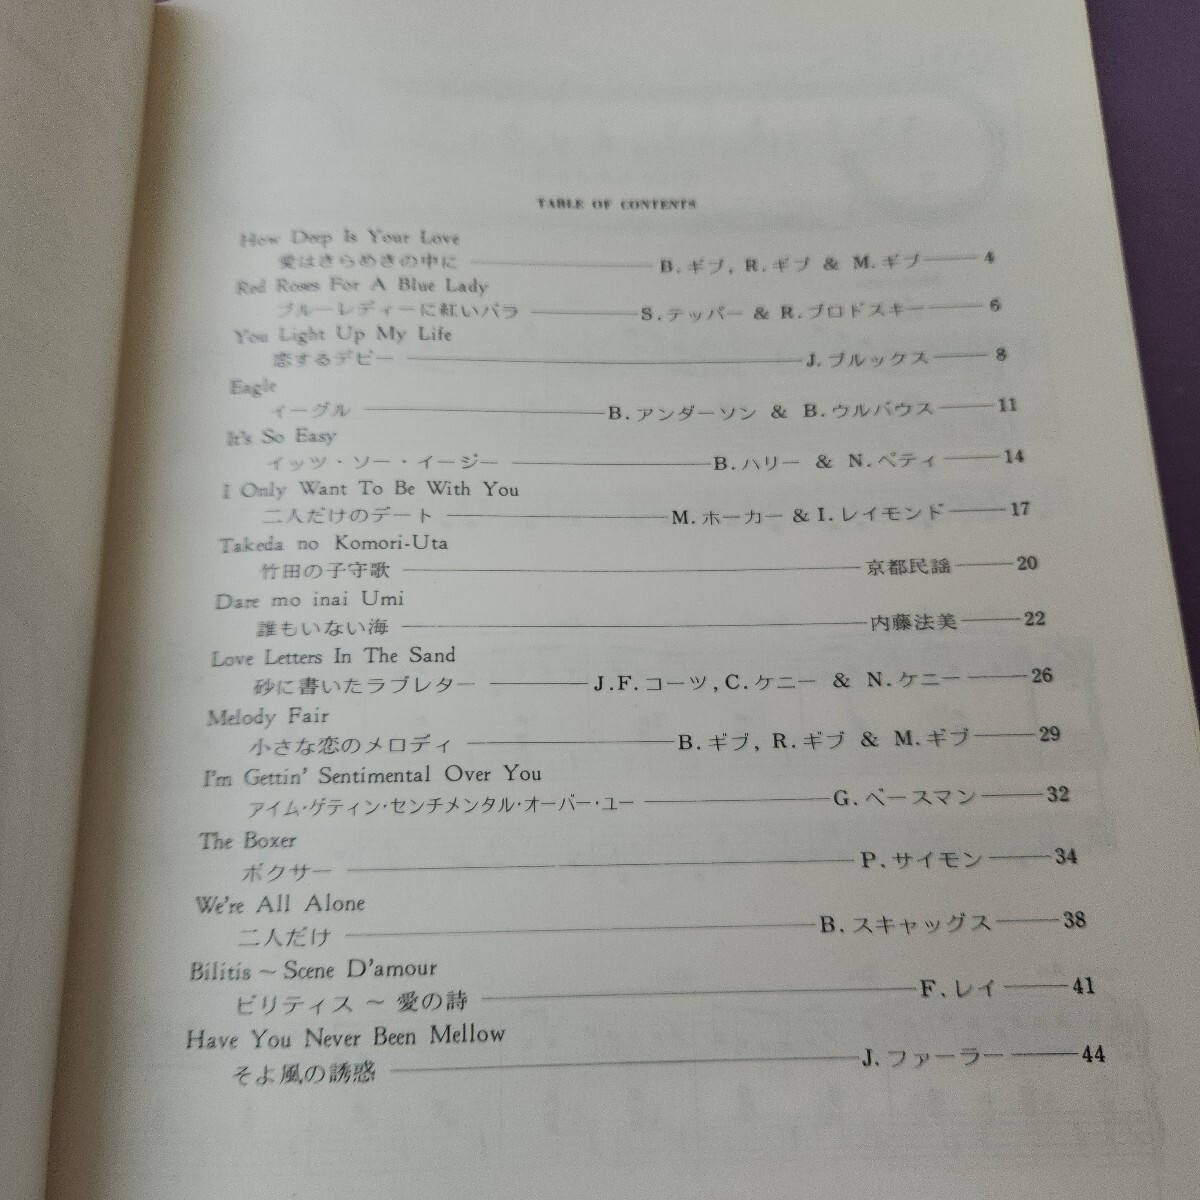 TABLE OF CONTENTS
How Deep Is Your Love
愛はきらめきの中に B.ギブ, R.ギブ & M.ギブ 4
Red Roses For A Blue Lady
ブルーレディーに紅いバラ S.テッパー & R.ブロドスキー 6
You Light Up My Life
恋するデビー J.ブルックス 8
Eagle
イーグル B.アンダーソン & B.ウルバウス 11
It's So Easy
イッツ・ソー・イージー B.ハリー & N.ペティ 14
I Only Want To Be With You
二人だけのデート M.ホーカー & I.レイモンド 17
Takeda no Komori-Uta
竹田の子守歌 京都民謡 20
Dare mo inai Umi
誰もいない海 内藤法美 22
Love Letters In The Sand
砂に書いたラブレター J.F.コーツ, C.ケニー & N.ケニー 26
Melody Fair
小さな恋のメロディ B.ギブ, R.ギブ & M.ギブ 29
I'm Gettin' Sentimental Over You
アイム・ゲティン・センチメンタル・オーバー・ユー G.ベースマン 32
The Boxer
ボクサー P.サイモン 34
We're All Alone
二人だけ B.スキャッグス 38
Bilitis ~ Scene D'amour
ビリティス ~ 愛の詩 F.レイ 41
Have You Never Been Mellow
そよ風の誘惑 J.ファーラー 44